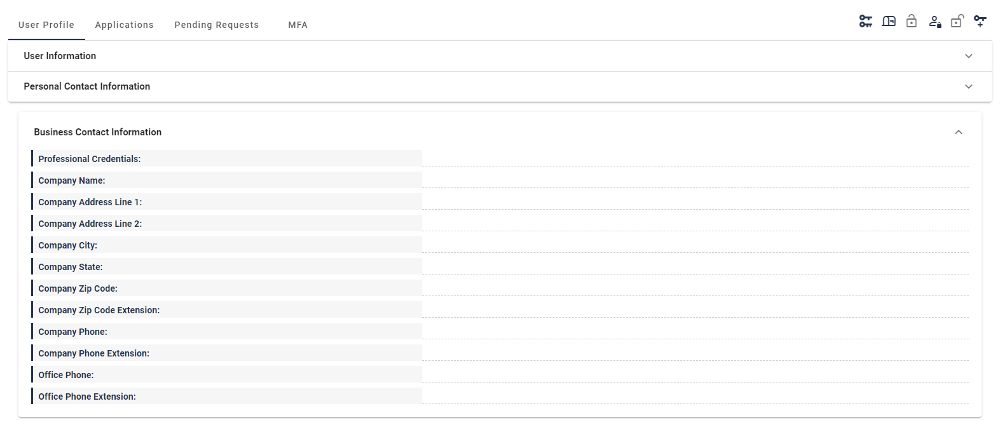 User Profile Applications Pending Requests MFA
User Information
Personal Contact Information
Business Contact Information
Professional Credentials:
Company Name:
Company Address Line 1:
Company Address Line 2:
Company City:
Company State:
Company Zip Code:
Company Zip Code Extension:
Company Phone:
Company Phone Extension:
Office Phone:
Office Phone Extension: